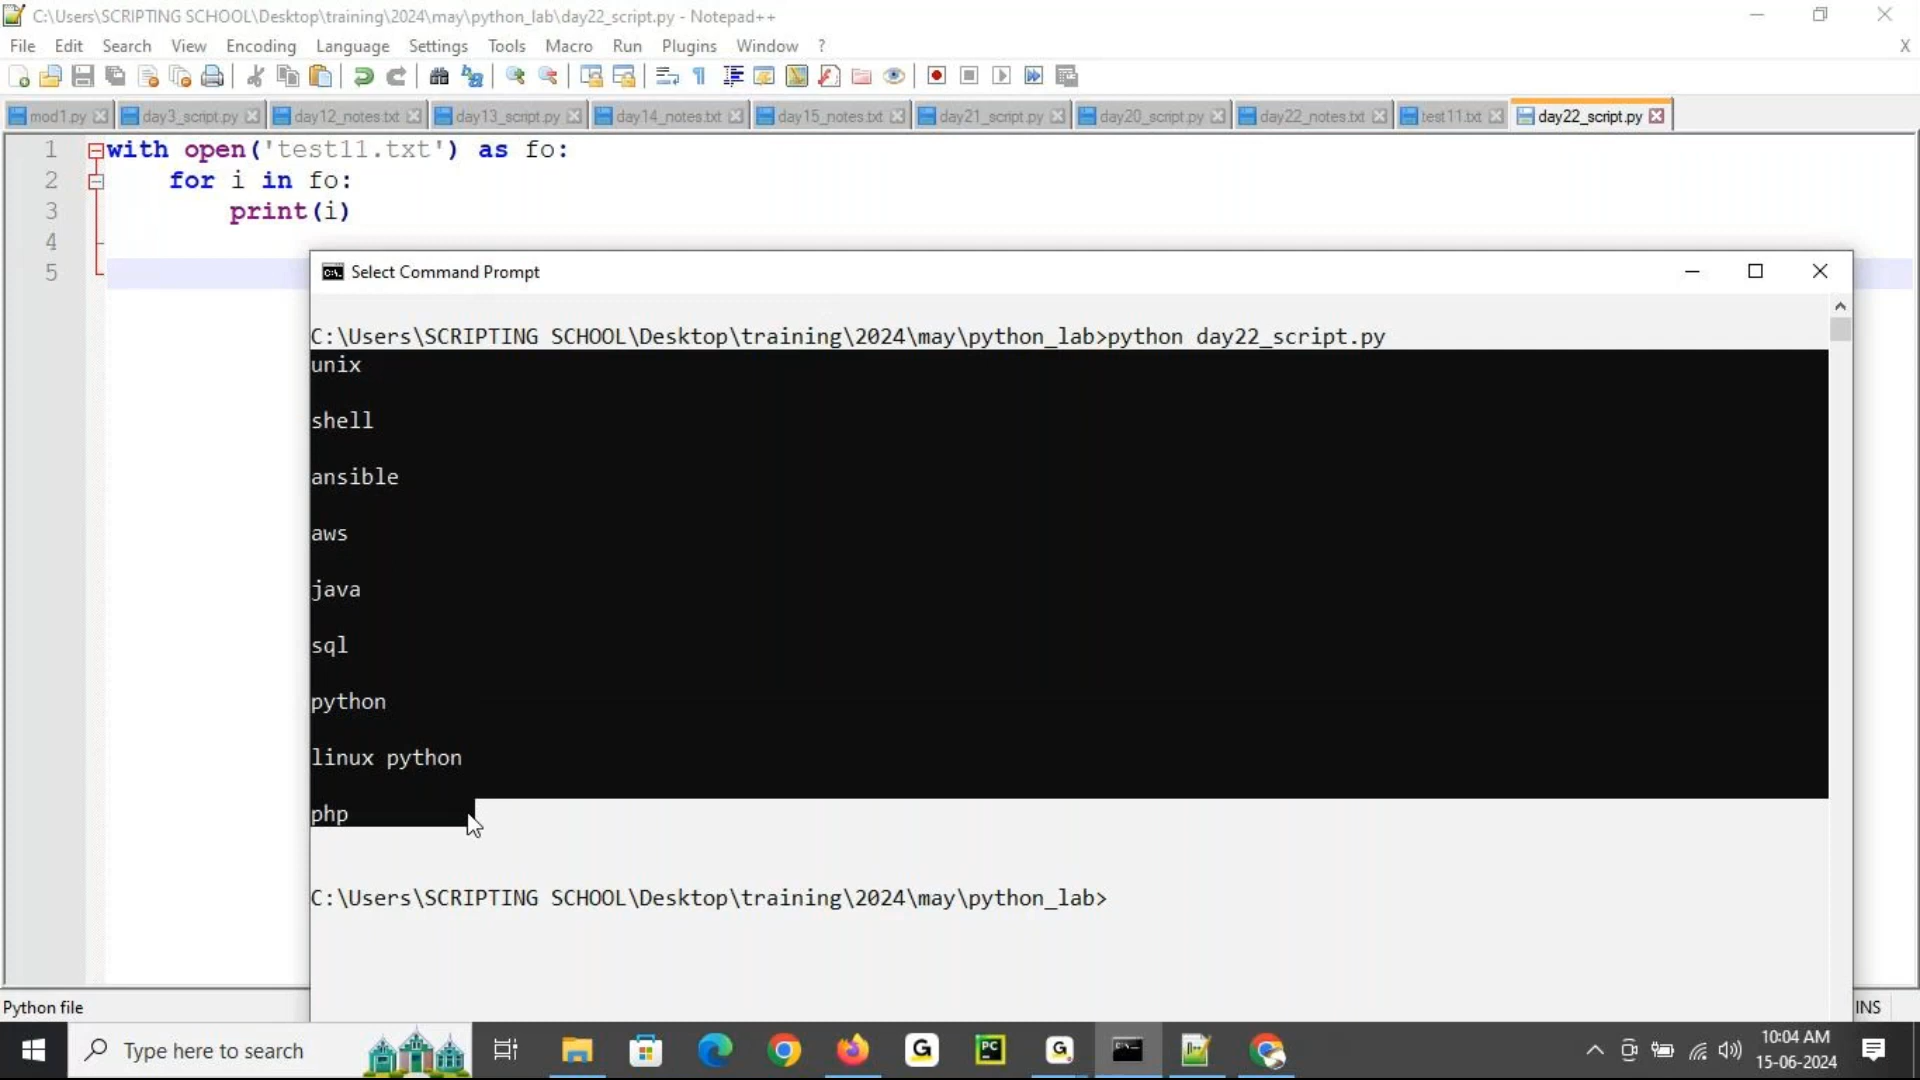 C:\Users\SCRIPTING SCHOOL\Desktop\training\2024\may\python_lab\day22_script.py - Notepad++
File Edit Search View Encoding Language Settings Tools Macro Run Plugins Window ? X
mod1.py day3_script.py day12_notes.txt day13_script.py day14_notes.txt day15_notes.txt day21_script.py day20_script.py day22_notes.txt test11.txt day22_script.py
1 with open('test11.txt') as fo:
2 for i in fo:
3 print(i)
4
5
Select Command Prompt
C:\Users\SCRIPTING SCHOOL\Desktop\training\2024\may\python_lab>python day22_script.py
unix
shell
ansible
aws
java
sql
python
linux python
php
C:\Users\SCRIPTING SCHOOL\Desktop\training\2024\may\python_lab>
Python file INS
Type here to search
10:04 AM
15-06-2024